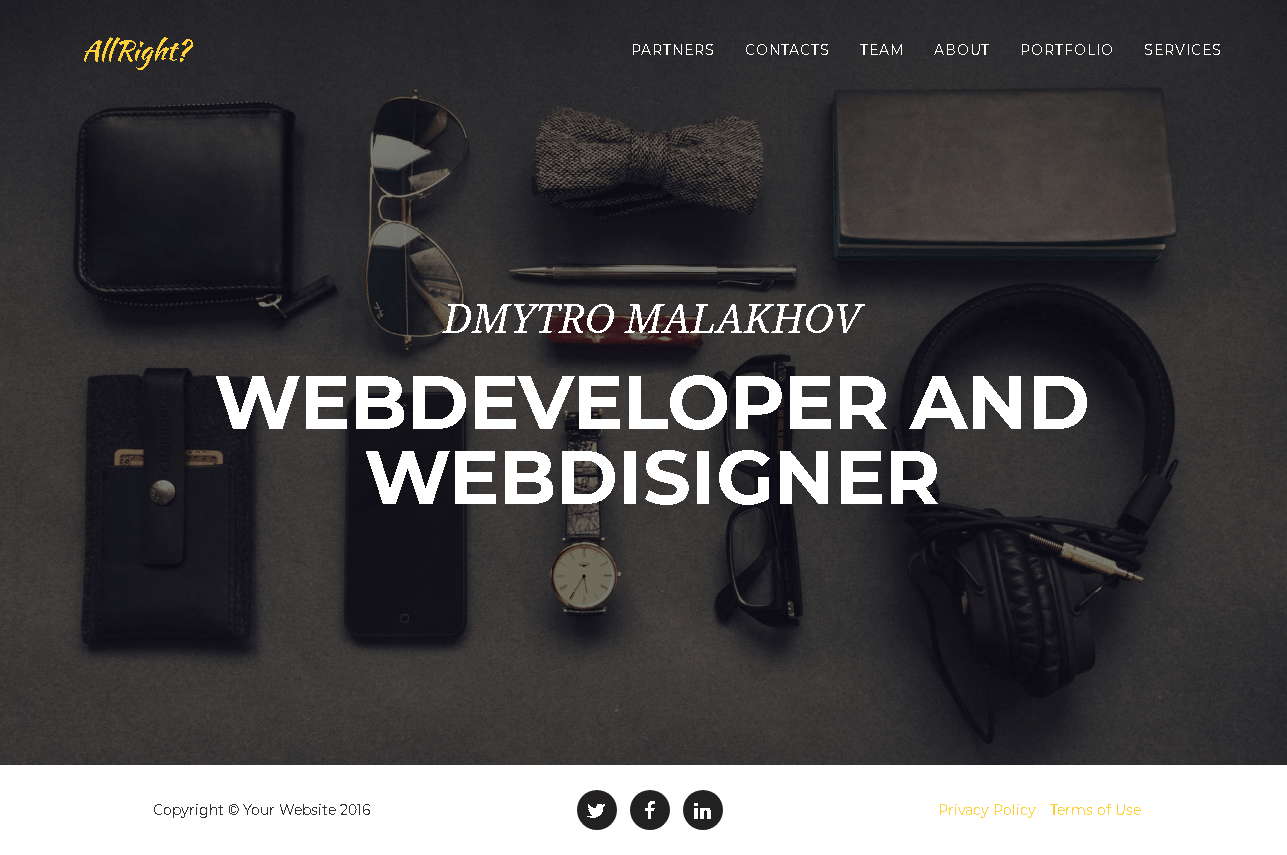 AllRight?
PARTNERS CONTACTS TEAM ABOUT PORTFOLIO SERVICES
DMYTRO MALAKHOV
WEBDEVELOPER AND
WEBDISIGNER
Copyright © Your Website 2016
Privacy Policy Terms of Use